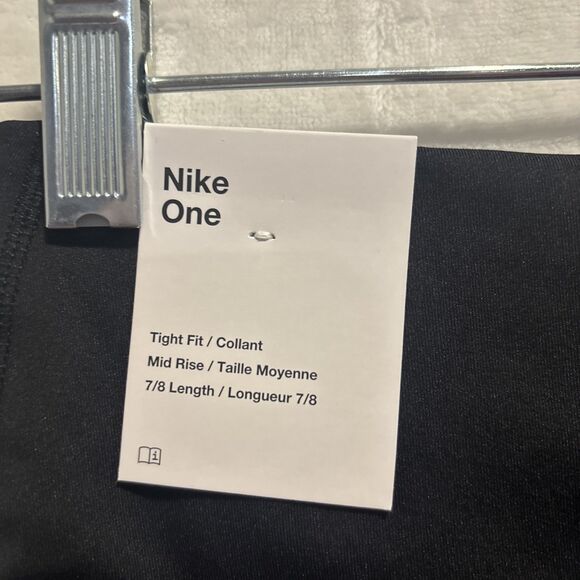 Nike
One
Tight Fit / Collant
Mid Rise / Taille Moyenne
7/8 Length / Longueur 7/8
i